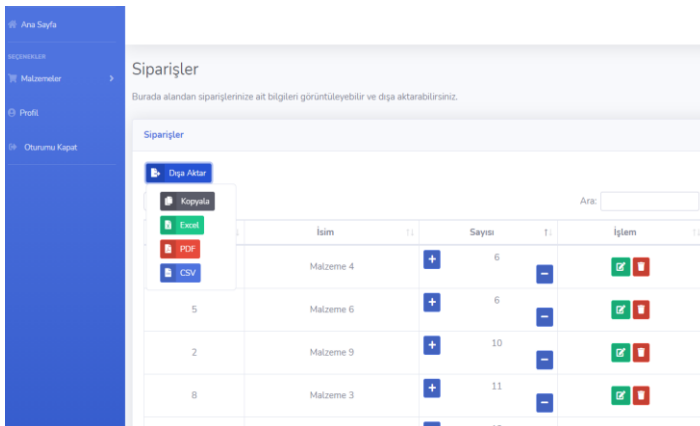 Ana Sayfa
SEÇENEKLER
Malzemeler
Profil
Oturumu Kapat
Siparişler
Burada alandan siparişlerinize ait bilgileri görüntüleyebilir ve dışa aktarabilirsiniz.
Siparişler
Dışa Aktar
Kopyala
Excel
PDF
CSV
Ara:
İsim Sayısı İşlem
Malzeme 4 6
5 Malzeme 6 6
2 Malzeme 9 10
8 Malzeme 3 11